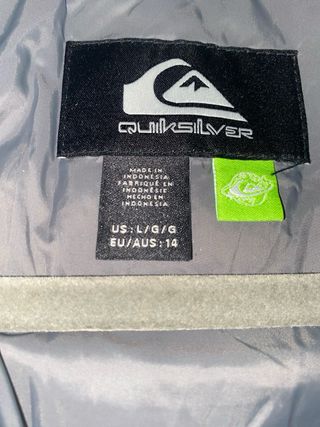 QUIKSILVER
MADE IN
INDONESIA
FABRIQUÉ EN
INDONÉSIE
HECHO EN
INDONESIA
US : L/G/G
EU/AUS : 14